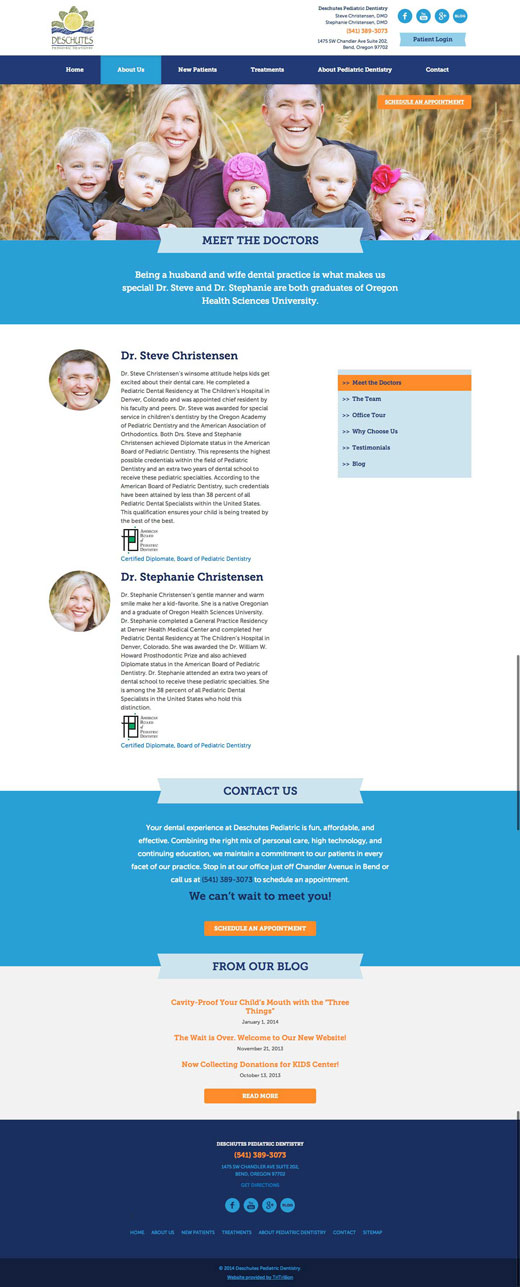 DESCHUTES
PEDIATRIC DENTISTRY
Deschutes Pediatric Dentistry
Steve Christensen, DMD
Stephanie Christensen, DMD
(541) 389-3073
1475 SW Chandler Ave Suite 202,
Bend, Oregon 97702
f
You
g+
BLOG
Patient Login
Home
About Us
New Patients
Treatments
About Pediatric Dentistry
Contact
SCHEDULE AN APPOINTMENT
MEET THE DOCTORS
Being a husband and wife dental practice is what makes us
special! Dr. Steve and Dr. Stephanie are both graduates of Oregon
Health Sciences University.
Dr. Steve Christensen
Dr. Steve Christensen's winsome attitude helps kids get
excited about their dental care. He completed a
Pediatric Dental Residency at The Children's Hospital in
Denver, Colorado and was appointed chief resident by
his faculty and peers. Dr. Steve was awarded for special
service in children's dentistry by the Oregon Academy
of Pediatric Dentistry and the American Association of
Orthodontics. Both Drs. Steve and Stephanie
Christensen achieved Diplomate status in the American
Board of Pediatric Dentistry. This represents the highest
possible credentials within the field of Pediatric
Dentistry and an extra two years of dental school to
receive these pediatric specialties. According to the
American Board of Pediatric Dentistry, such credentials
have been attained by less than 38 percent of all
Pediatric Dental Specialists within the United States.
This qualification ensures your child is being treated by
the best of the best.
AMERICAN
BOARD
of
PEDIATRIC
DENTISTRY
Certified Diplomate, Board of Pediatric Dentistry
>> Meet the Doctors
>> The Team
>> Office Tour
>> Why Choose Us
>> Testimonials
>> Blog
Dr. Stephanie Christensen
Dr. Stephanie Christensen's gentle manner and warm
smile make her a kid-favorite. She is a native Oregonian
and a graduate of Oregon Health Sciences University.
Dr. Stephanie completed a General Practice Residency
at Denver Health Medical Center and completed her
Pediatric Dental Residency at The Children's Hospital in
Denver, Colorado. She was awarded the Dr. William W.
Howard Prosthodontic Prize and also achieved
Diplomate status in the American Board of Pediatric
Dentistry. Dr. Stephanie attended an extra two years of
dental school to receive these pediatric specialties. She
is among the 38 percent of all Pediatric Dental
Specialists in the United States who hold this
distinction.
AMERICAN
BOARD
of
PEDIATRIC
DENTISTRY
Certified Diplomate, Board of Pediatric Dentistry
CONTACT US
Your dental experience at Deschutes Pediatric is fun, affordable, and
effective. Combining the right mix of personal care, high technology, and
continuing education, we maintain a commitment to our patients in every
facet of our practice. Stop in at our office just off Chandler Avenue in Bend or
call us at (541) 389-3073 to schedule an appointment.
We can't wait to meet you!
SCHEDULE AN APPOINTMENT
FROM OUR BLOG
Cavity-Proof Your Child's Mouth with the "Three
Things"
January 1, 2014
The Wait is Over. Welcome to Our New Website!
November 21, 2013
Now Collecting Donations for KIDS Center!
October 13, 2013
READ MORE
DESCHUTES PEDIATRIC DENTISTRY
(541) 389-3073
1475 SW CHANDLER AVE SUITE 202,
BEND, OREGON 97702
GET DIRECTIONS
f
You
g+
BLOG
HOME
ABOUT US
NEW PATIENTS
TREATMENTS
ABOUT PEDIATRIC DENTISTRY
CONTACT
SITEMAP
© 2014 Deschutes Pediatric Dentistry.
Website provided by TNTrillion